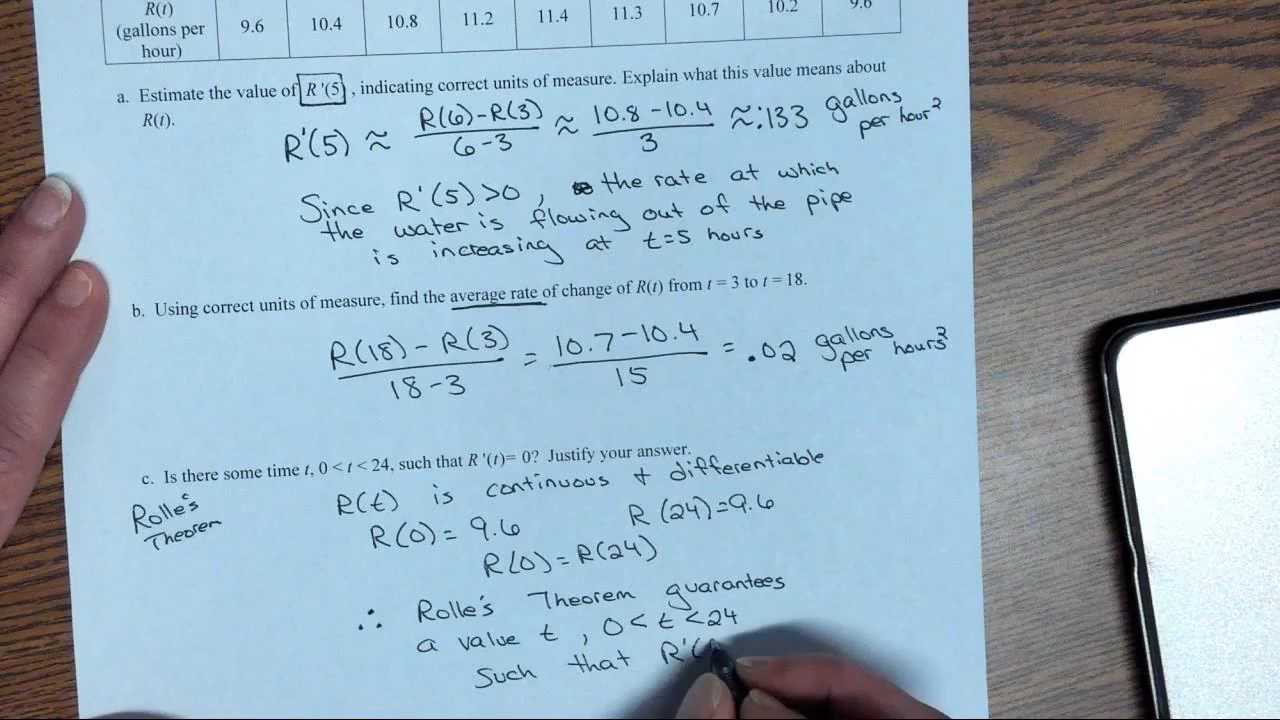 R(t)
(gallons per
hour)
9.6 10.4 10.8 11.2 11.4 11.3 10.7 10.2 9.6
a. Estimate the value of R '(5) , indicating correct units of measure. Explain what this value means about
R(t).
R'(5) ≈ R(6)-R(3) / 6-3 ≈ 10.8-10.4 / 3 ≈ .133 gallons per hour²
Since R'(5)>0, the rate at which
the water is flowing out of the pipe
is increasing at t=5 hours
b. Using correct units of measure, find the average rate of change of R(t) from t = 3 to t = 18.
R(18) - R(3) / 18-3 = 10.7-10.4 / 15 = .02 gallons per hours²
c. Is there some time t, 0 < t < 24, such that R '(t)= 0? Justify your answer.
Rolle's
Theorem
R(t) is continuous + differentiable
R(0) = 9.6 R(24)=9.6
R(0) = R(24)
∴ Rolle's Theorem guarantees
a value t, 0<t<24
Such that R'(